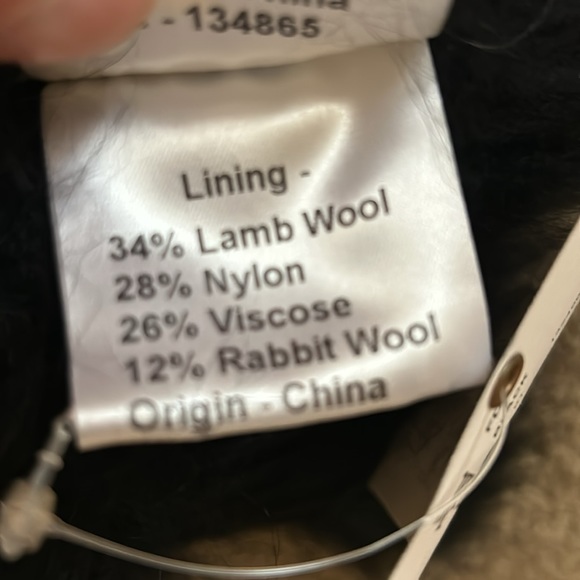 - 134865
Lining -
34% Lamb Wool
28% Nylon
26% Viscose
12% Rabbit Wool
Origin - China